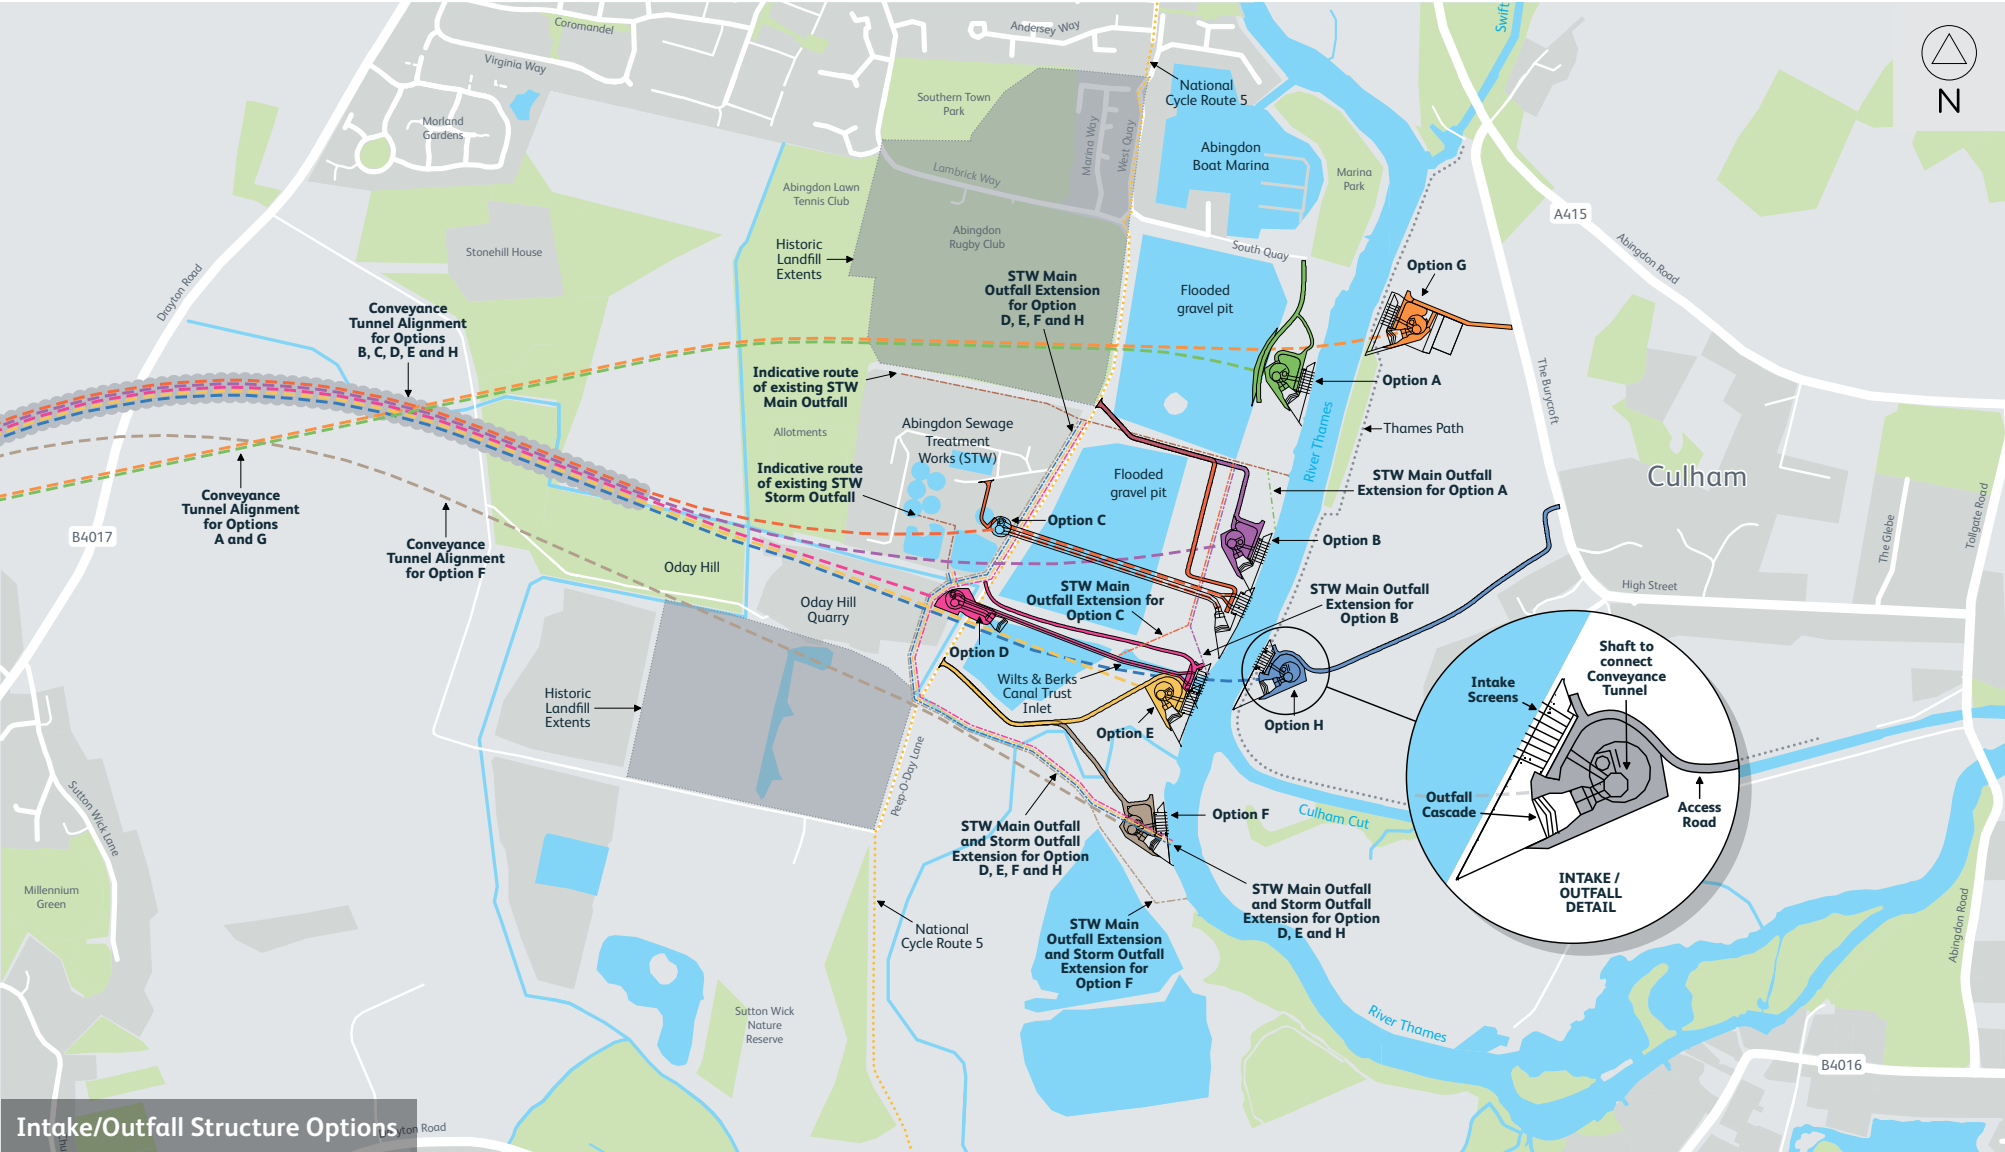 Coromandel
Andersey Way
Swift
Virginia Way
National
Cycle Route 5
N
Southern Town
Park
Morland
Gardens
Marina Way
West Quay
Abingdon
Boat Marina
Marina
Park
Lambrick Way
Abingdon Lawn
Tennis Club
A415
Abingdon
Rugby Club
Historic
Landfill
Extents
Stonehill House
South Quay
Abingdon Road
Drayton Road
STW Main
Outfall Extension
for Option
D, E, F and H
Option G
Flooded
gravel pit
Conveyance
Tunnel Alignment
for Options
B, C, D, E and H
Indicative route
of existing STW
Main Outfall
Option A
The Burycroft
Allotments
Abingdon Sewage
Treatment
Works (STW)
River Thames
Thames Path
Indicative route
of existing STW
Storm Outfall
Flooded
gravel pit
STW Main Outfall
Extension for Option A
Culham
Conveyance
Tunnel Alignment
for Options
A and G
Option C
B4017
Conveyance
Tunnel Alignment
for Option F
Option B
The Glebe
Tollgate Road
Oday Hill
STW Main
Outfall Extension for
Option C
STW Main Outfall
Extension for
Option B
High Street
Oday Hill
Quarry
Option D
Wilts & Berks
Canal Trust
Inlet
Shaft to
connect
Conveyance
Tunnel
Intake
Screens
Historic
Landfill
Extents
Option E
Option H
Peep-O-Day Lane
Sutton Wick Lane
Outfall
Cascade
Access
Road
Option F
Culham Cut
STW Main Outfall
and Storm Outfall
Extension for Option
D, E, F and H
INTAKE /
OUTFALL
DETAIL
Millennium
Green
STW Main Outfall
and Storm Outfall
Extension for Option
D, E and H
Abingdon Road
National
Cycle Route 5
STW Main
Outfall Extension
and Storm Outfall
Extension for
Option F
Sutton Wick
Nature
Reserve
River Thames
B4016
Intake/Outfall Structure Options